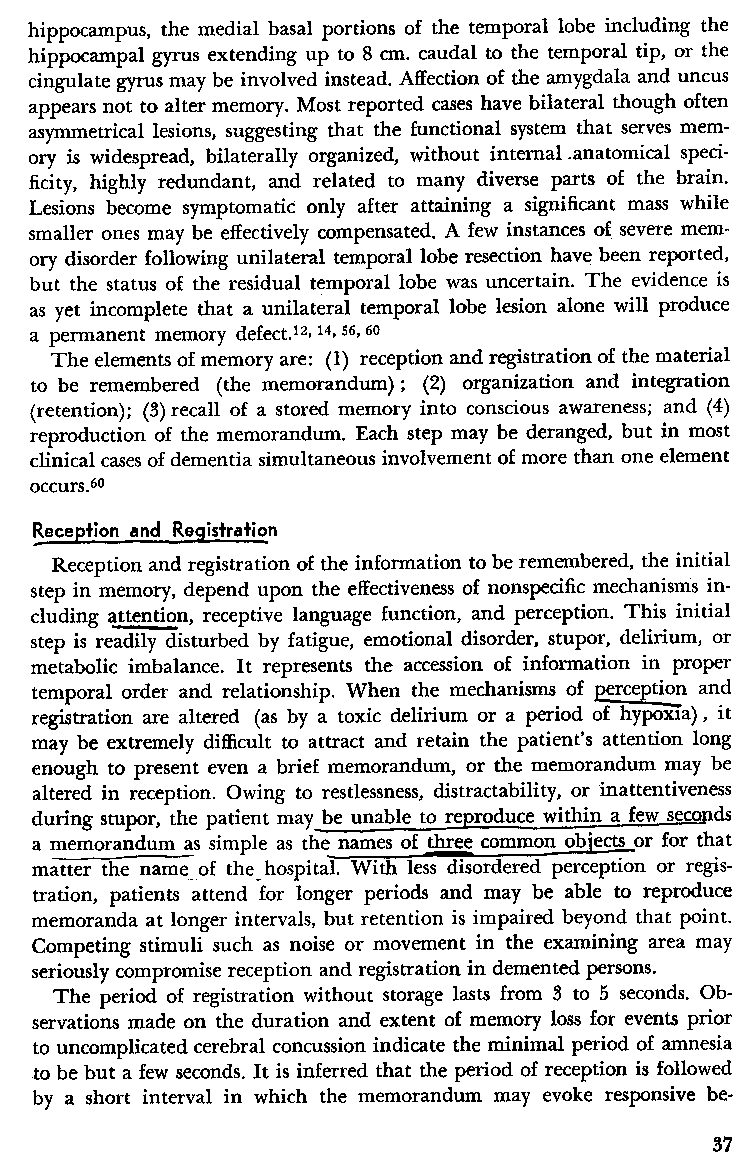 hippocampus, the medial basal portions of the temporal lobe including the
hippocampal gyrus extending up to 8 cm. caudal to the temporal tip, or the
cingulate gyrus may be involved instead. Affection of the amygdala and uncus
appears not to alter memory. Most reported cases have bilateral though often
asymmetrical lesions, suggesting that the functional system that serves mem-
ory is widespread, bilaterally organized, without internal .anatomical speci-
ficity, highly redundant, and related to many diverse parts of the brain.
Lesions become symptomatic only after attaining a significant mass while
smaller ones may be effectively compensated. A few instances of severe mem-
ory disorder following unilateral temporal lobe resection have been reported,
but the status of the residual temporal lobe was uncertain. The evidence is
as yet incomplete that a unilateral temporal lobe lesion alone will produce
a permanent memory defect.12, 14, 56, 60
The elements of memory are: (1) reception and registration of the material
to be remembered (the memorandum); (2) organization and integration
(retention); (3) recall of a stored memory into conscious awareness; and (4)
reproduction of the memorandum. Each step may be deranged, but in most
clinical cases of dementia simultaneous involvement of more than one element
occurs.60
Reception and Registration
Reception and registration of the information to be remembered, the initial
step in memory, depend upon the effectiveness of nonspecific mechanisms in-
cluding attention, receptive language function, and perception. This initial
step is readily disturbed by fatigue, emotional disorder, stupor, delirium, or
metabolic imbalance. It represents the accession of information in proper
temporal order and relationship. When the mechanisms of perception and
registration are altered (as by a toxic delirium or a period of hypoxia), it
may be extremely difficult to attract and retain the patient's attention long
enough to present even a brief memorandum, or the memorandum may be
altered in reception. Owing to restlessness, distractability, or inattentiveness
during stupor, the patient may be unable to reproduce within a few seconds
a memorandum as simple as the names of three common objects or for that
matter the name of the hospital. With less disordered perception or regis-
tration, patients attend for longer periods and may be able to reproduce
memoranda at longer intervals, but retention is impaired beyond that point.
Competing stimuli such as noise or movement in the examining area may
seriously compromise reception and registration in demented persons.
The period of registration without storage lasts from 3 to 5 seconds. Ob-
servations made on the duration and extent of memory loss for events prior
to uncomplicated cerebral concussion indicate the minimal period of amnesia
to be but a few seconds. It is inferred that the period of reception is followed
by a short interval in which the memorandum may evoke responsive be-
37